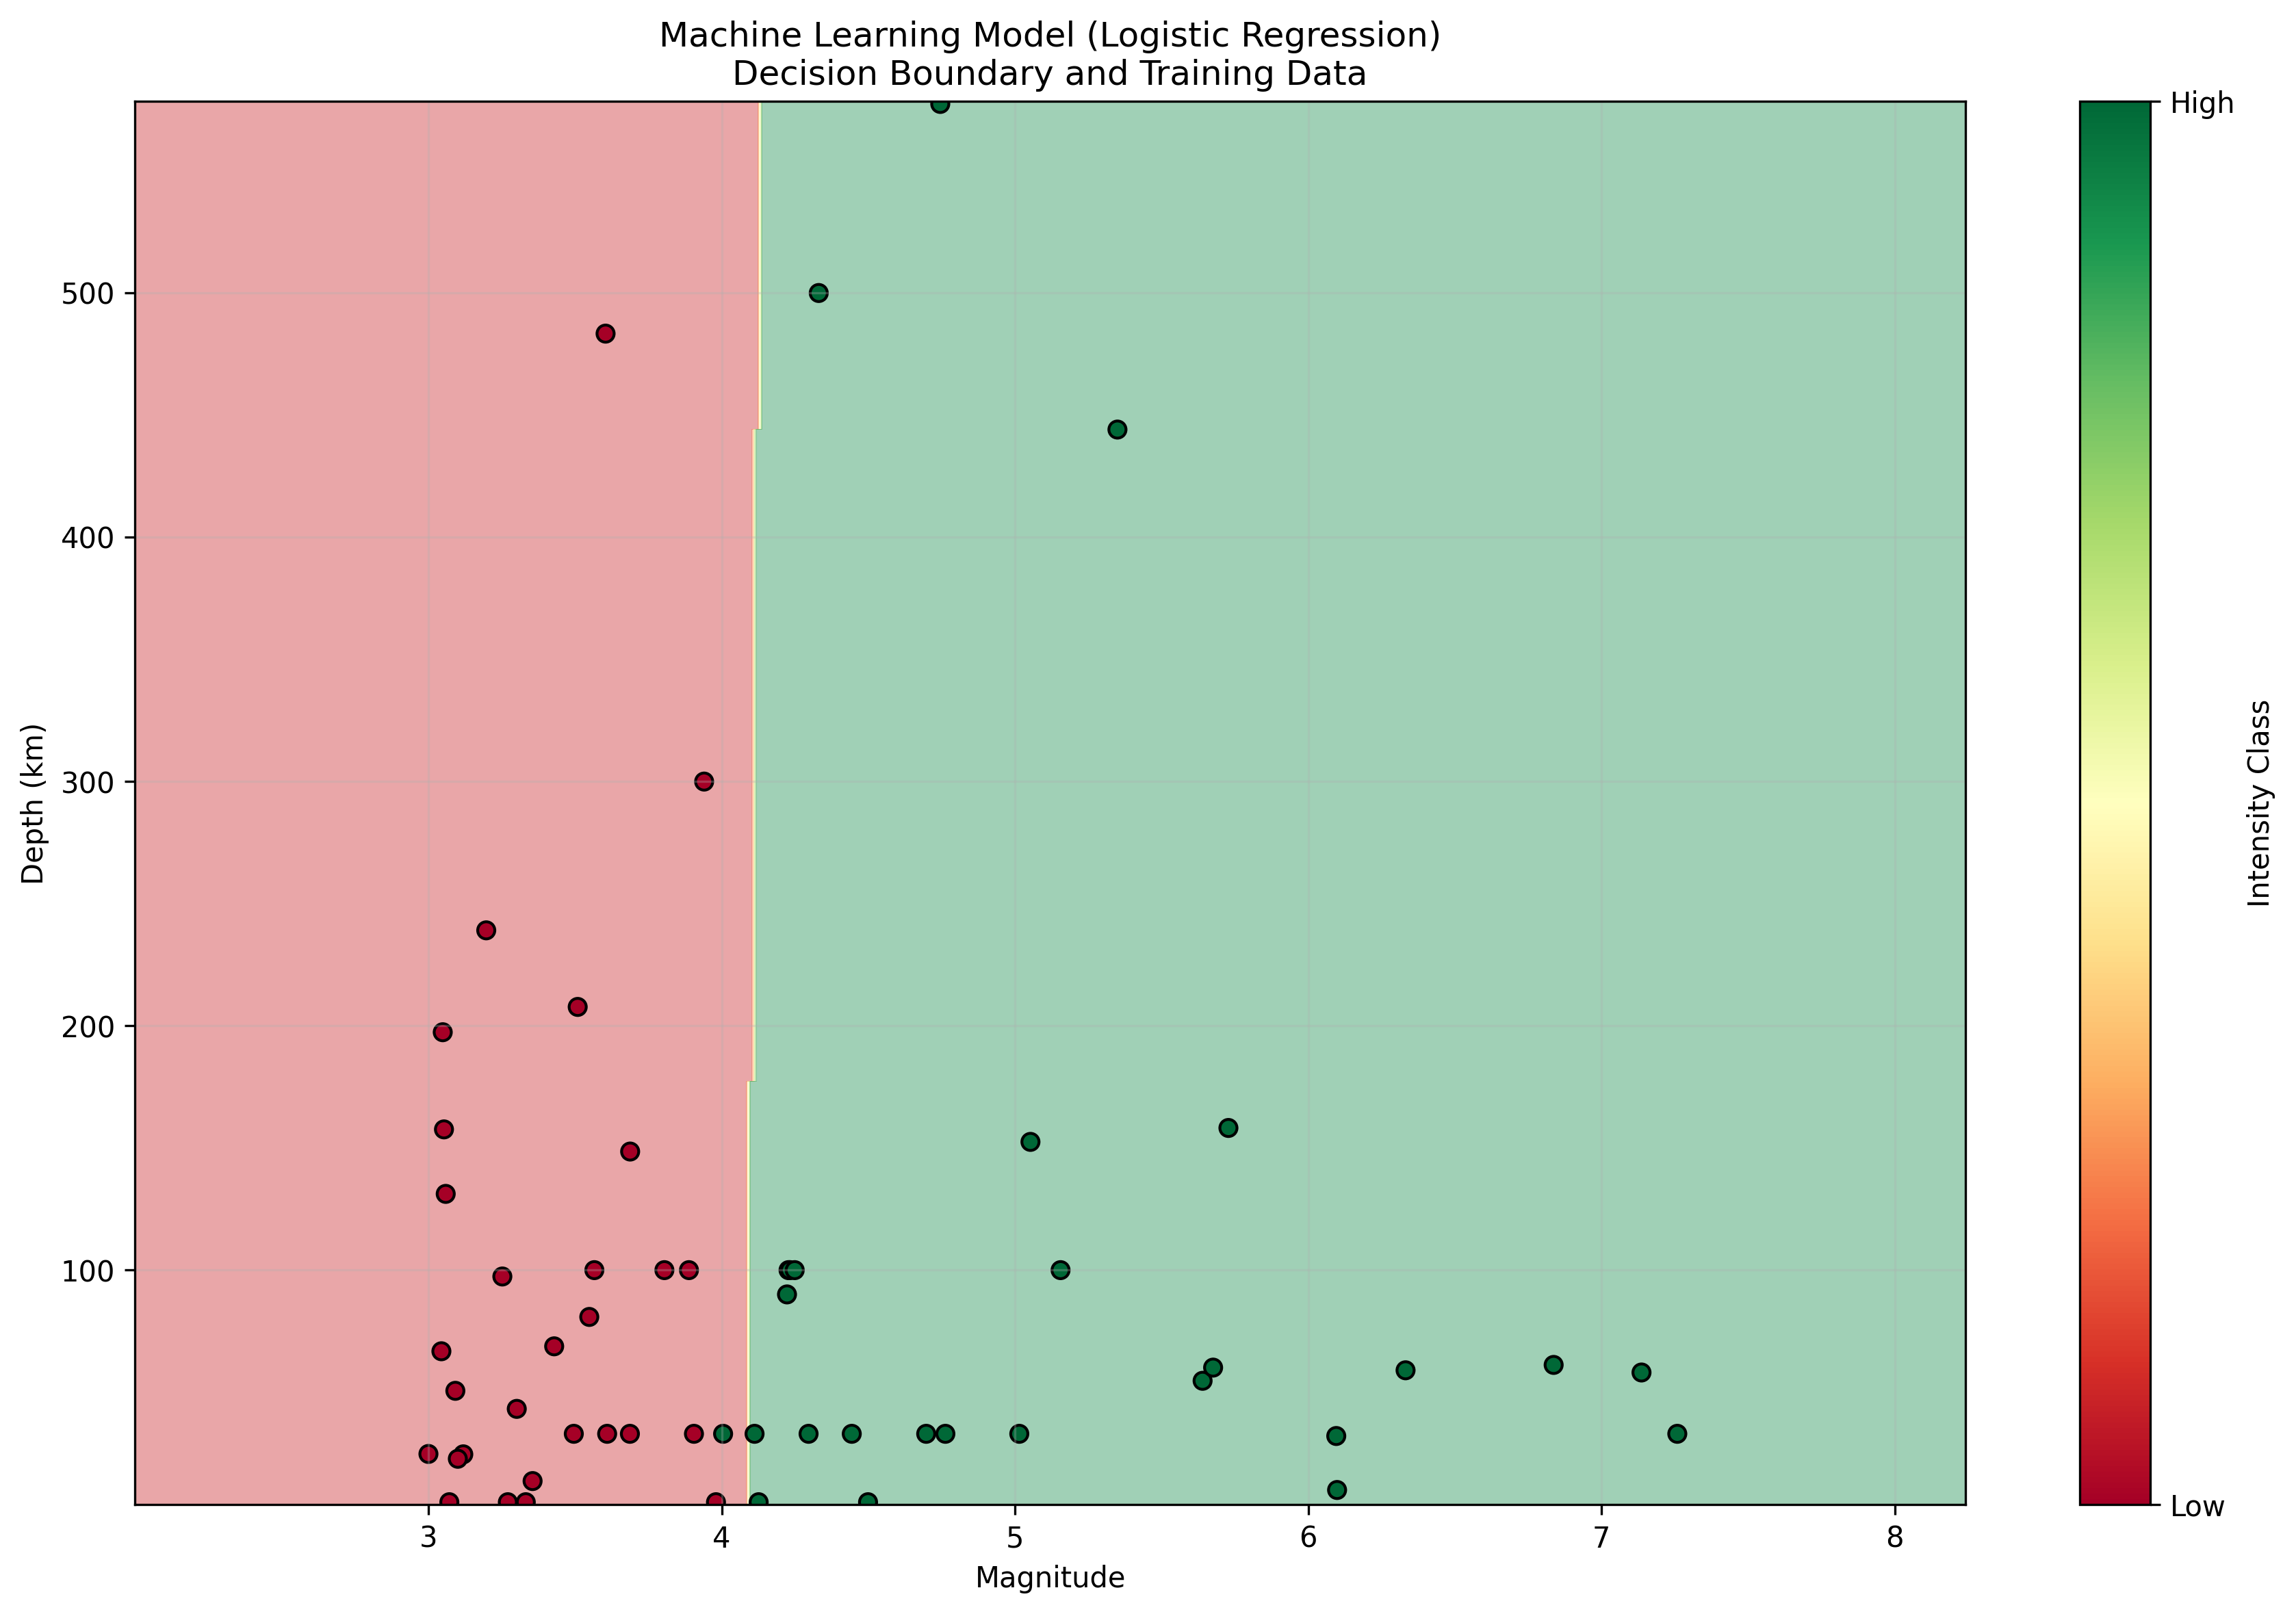 Machine Learning Model (Logistic Regression)
Decision Boundary and Training Data
High
500
400
300
200
100
Depth (km)
Intensity Class
Low
3 4 5 6 7 8
Magnitude